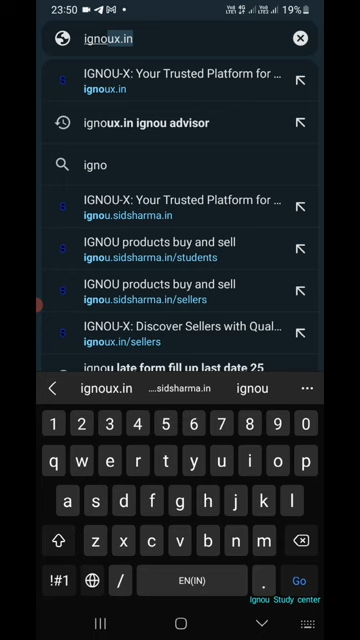 23:50
19%
ignoux.in
IGNOU-X: Your Trusted Platform for ...
ignoux.in
ignoux.in ignou advisor
igno
IGNOU-X: Your Trusted Platform for ...
ignou.sidsharma.in
IGNOU products buy and sell
ignou.sidsharma.in/students
IGNOU products buy and sell
ignou.sidsharma.in/sellers
IGNOU-X: Discover Sellers with Qual...
ignoux.in/sellers
ignou late form fill up last date 25
ignoux.in ....sidsharma.in ignou
1 2 3 4 5 6 7 8 9 0
q w e r t y u i o p
a s d f g h j k l
z x c v b n m
!#1 / EN(IN) . Go
Ignou Study center